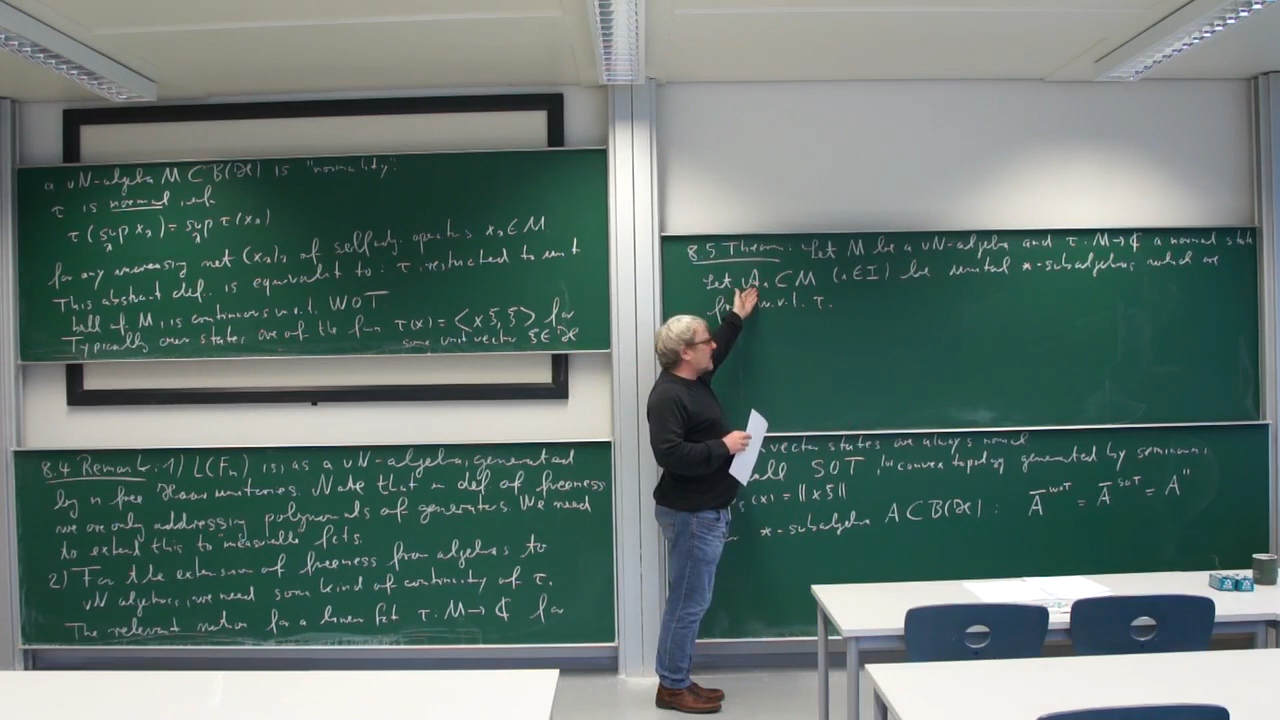 8.4 Remark: 1) L(Fn) is, as a vN-algebra, generated
by n free Haar unitaries. Note that in def of freeness
we are only addressing polynomials of generators. We need
to extend this to "measurable" fcts.
2) For the extension of freeness from algebras to
vN algebras, we need some kind of continuity of τ.
The relevant notion for a linear fct τ: M → ℂ for
a vN-algebra M ⊂ B(ℋ) is "normality":
τ is normal, if
τ(sup x_λ) = sup τ(x_λ)
for any increasing net (x_λ)_λ of selfadj. operators x_λ ∈ M.
This abstract def. is equivalent to: τ, restricted to unit
ball of M, is continuous w.r.t. WOT
Typically our states are of the form τ(x) = ⟨xξ, ξ⟩ for
some unit vector ξ ∈ ℋ
vector states are always normal
SOT, loc convex topology generated by seminorms
(x) = ||xξ||
*-subalgebra A ⊂ B(ℋ): A̅^WOT = A̅^SOT = A''
8.5 Theorem: Let M be a vN-algebra and τ: M → ℂ a normal state
Let A_i ⊂ M (i ∈ I) be unital *-subalgebras which are
w.r.t. τ.